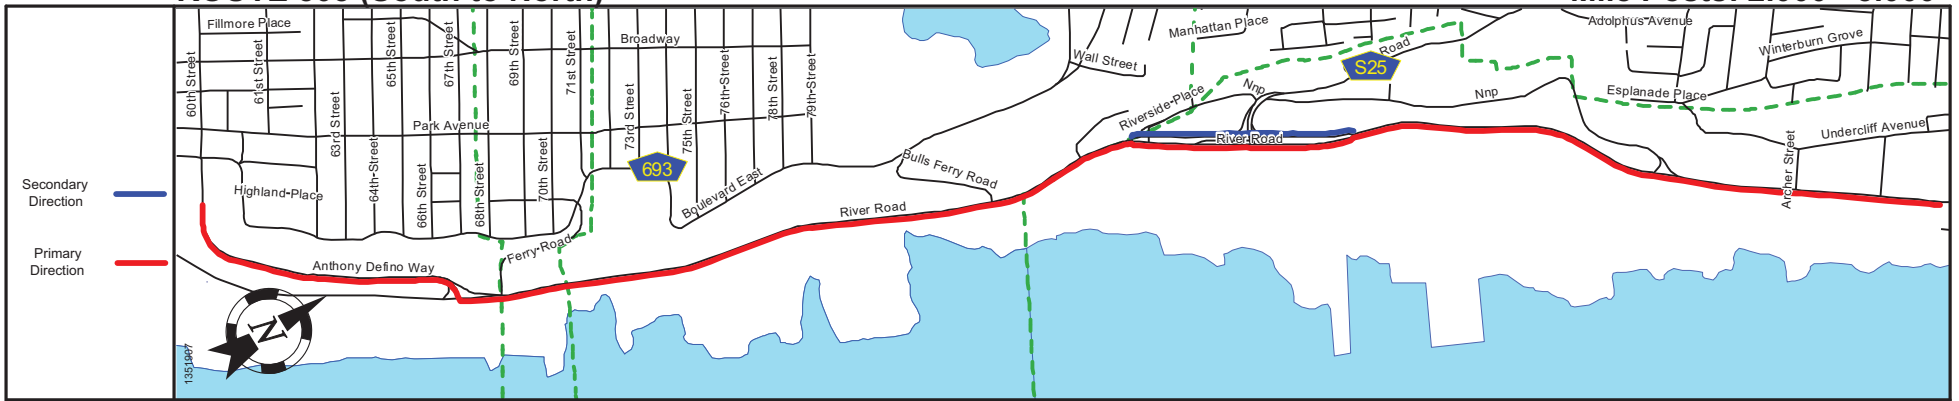 Fillmore Place
60th Street
61st Street
63rd Street
64th-Street
65th Street
66th Street
67th Street
68th Street
69th Street
70th Street
71st Street
73rd Street
75th Street
76th-Street
78th Street
79th-Street
Broadway
Park Avenue
Highland-Place
693
Boulevard East
Bulls Ferry Road
River Road
Ferry-Road
Anthony Defino Way
Wall Street
Manhattan Place
Riverside-Place
Nnp
River Road
S25
Road
Nnp
Adolphus Avenue
Winterburn Grove
Esplanade Place
Undercliff Avenue
Archer Street
Secondary
Direction
Primary
Direction
N
1351907